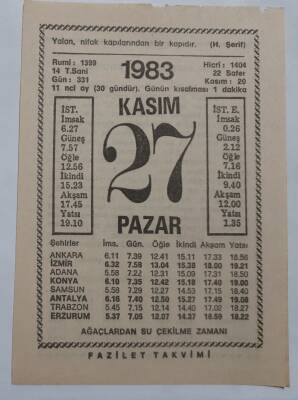 Yalan, nifak kapılarından bir kapıdır. (H. Şerif)
Rumi : 1399
14 T.Sani
Gün : 331
1983
Hicri : 1404
22 Safer
Kasım : 20
11 nci ay (30 gündür). Günün kısalması : 1 dakika
KASIM
27
PAZAR
İST.
İmsak
6.27
Güneş
7.57
Öğle
12.56
İkindi
15.23
Akşam
17.45
Yatsı
19.10
İST. E.
İmsak
0.26
Güneş
2.12
Öğle
7.16
İkindi
9.40
Akşam
12.00
Yatsı
1.35
Şehirler İms. Gün. Öğle İkindi Akşam Yatsı
ANKARA 6.11 7.39 12.41 15.11 17.33 18.56
İZMİR 6.32 7.58 13.04 15.38 18.00 19.21
ADANA 5.58 7.22 12.31 15.09 17.31 18.50
KONYA 6.10 7.35 12.42 15.18 17.40 19.00
SAMSUN 5.58 7.29 12.27 14.53 17.15 18.40
ANTALYA 6.16 7.40 12.50 15.27 17.49 19.08
TRABZON 5.45 7.15 12.14 14.40 17.02 18.27
ERZURUM 5.37 7.05 12.07 14.37 16.59 18.22
AĞAÇLARDAN SU ÇEKİLME ZAMANI
FAZİLET TAKVİMİ